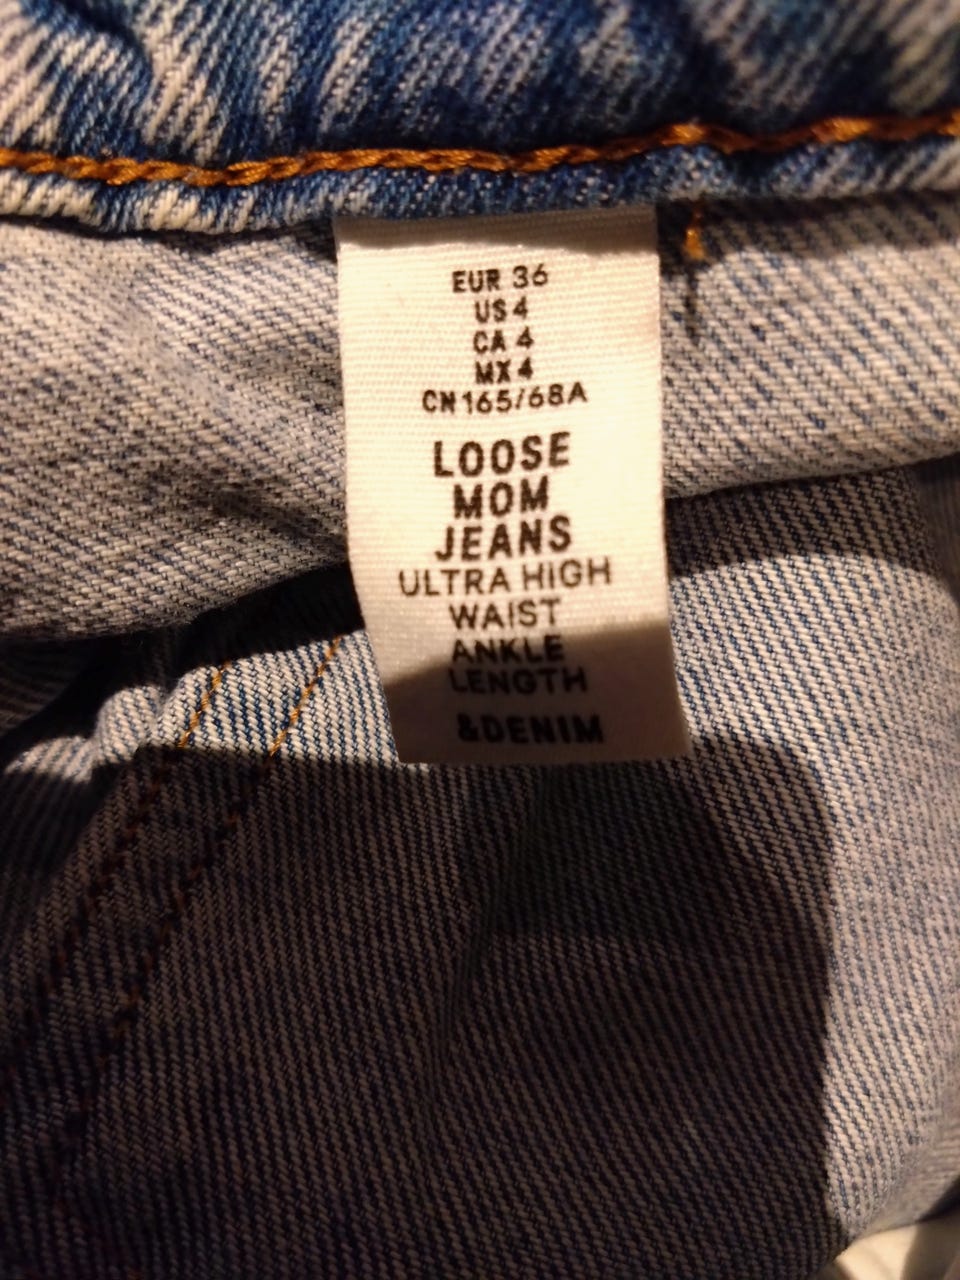 EUR 36
US 4
CA 4
MX 4
CN 165/68A
LOOSE
MOM
JEANS
ULTRA HIGH
WAIST
ANKLE
LENGTH
&DENIM